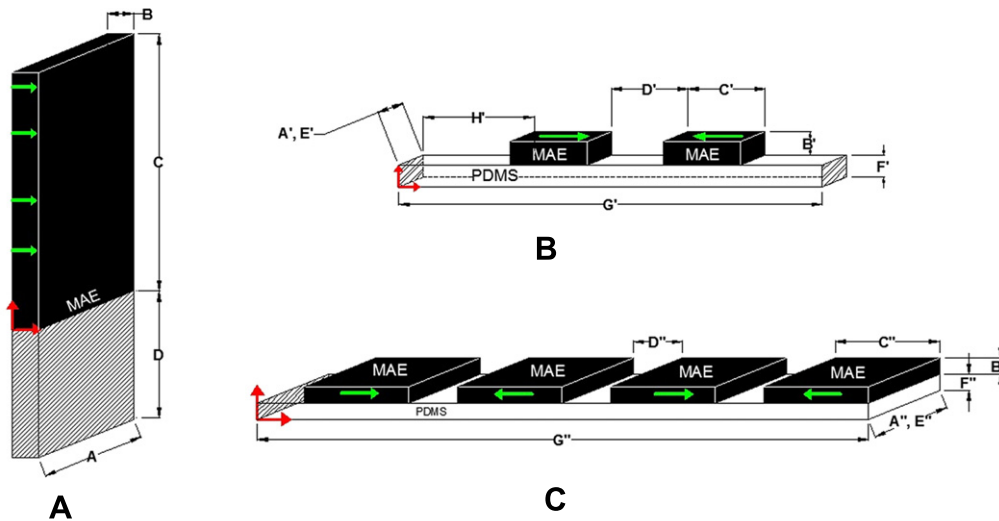 B
C
MAE
D
A
A
A', E'
H'
D'
C'
B'
MAE
MAE
PDMS
F'
G'
B
D"
C"
MAE
MAE
MAE
MAE
B
F"
PDMS
A", E"
G"
C